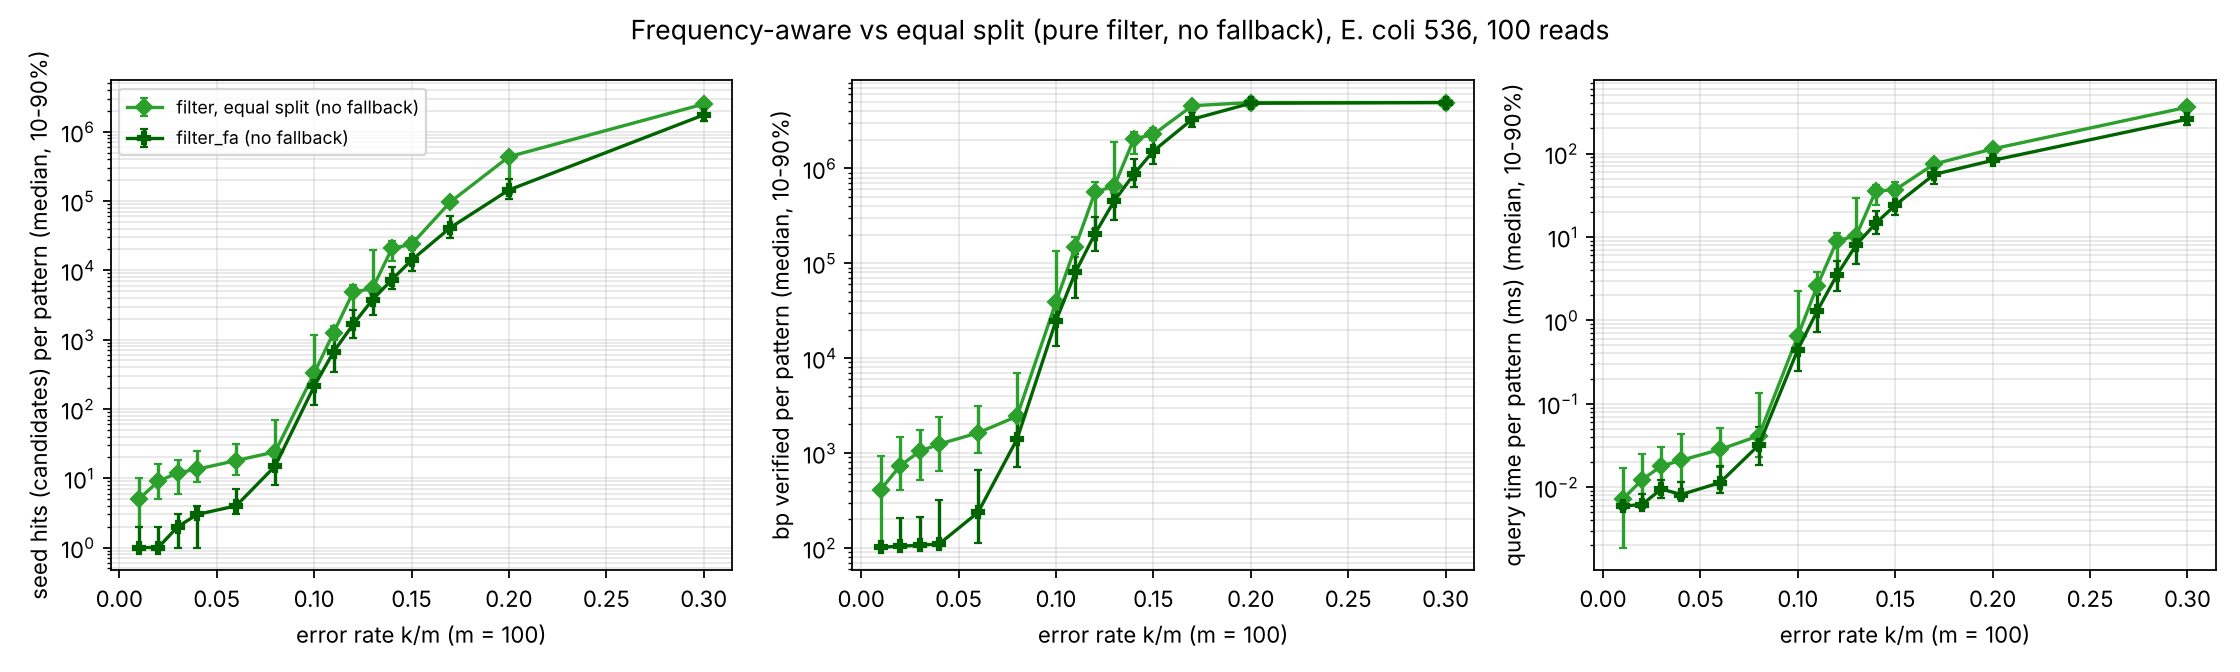 Frequency-aware vs equal split (pure filter, no fallback), E. coli 536, 100 reads
seed hits (candidates) per pattern (median, 10-90%)
filter, equal split (no fallback)
filter_fa (no fallback)
10⁶
10⁵
10⁴
10³
10²
10¹
10⁰
0.00 0.05 0.10 0.15 0.20 0.25 0.30
error rate k/m (m = 100)
bp verified per pattern (median, 10-90%)
10⁶
10⁵
10⁴
10³
10²
0.00 0.05 0.10 0.15 0.20 0.25 0.30
error rate k/m (m = 100)
query time per pattern (ms) (median, 10-90%)
10²
10¹
10⁰
10⁻¹
10⁻²
0.00 0.05 0.10 0.15 0.20 0.25 0.30
error rate k/m (m = 100)